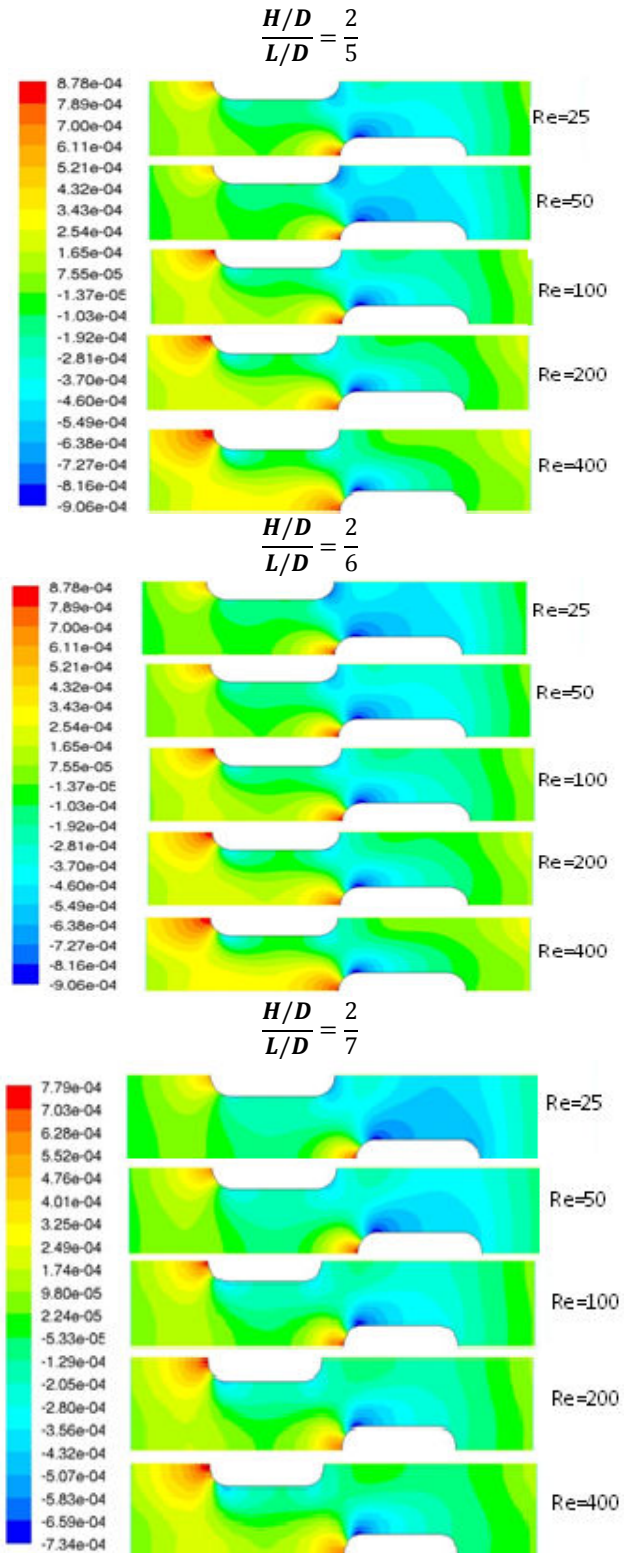 H/D / L/D = 2/5
8.78e-04
7.89e-04
7.00e-04
6.11e-04
5.21e-04
4.32e-04
3.43e-04
2.54e-04
1.65e-04
7.55e-05
-1.37e-05
-1.03e-04
-1.92e-04
-2.81e-04
-3.70e-04
-4.60e-04
-5.49e-04
-6.38e-04
-7.27e-04
-8.16e-04
-9.06e-04
Re=25
Re=50
Re=100
Re=200
Re=400
H/D / L/D = 2/6
8.78e-04
7.89e-04
7.00e-04
6.11e-04
5.21e-04
4.32e-04
3.43e-04
2.54e-04
1.65e-04
7.55e-05
-1.37e-05
-1.03e-04
-1.92e-04
-2.81e-04
-3.70e-04
-4.60e-04
-5.49e-04
-6.38e-04
-7.27e-04
-8.16e-04
-9.06e-04
Re=25
Re=50
Re=100
Re=200
Re=400
H/D / L/D = 2/7
7.79e-04
7.03e-04
6.28e-04
5.52e-04
4.76e-04
4.01e-04
3.25e-04
2.49e-04
1.74e-04
9.80e-05
2.24e-05
-5.33e-05
-1.29e-04
-2.05e-04
-2.80e-04
-3.56e-04
-4.32e-04
-5.07e-04
-5.83e-04
-6.59e-04
-7.34e-04
Re=25
Re=50
Re=100
Re=200
Re=400